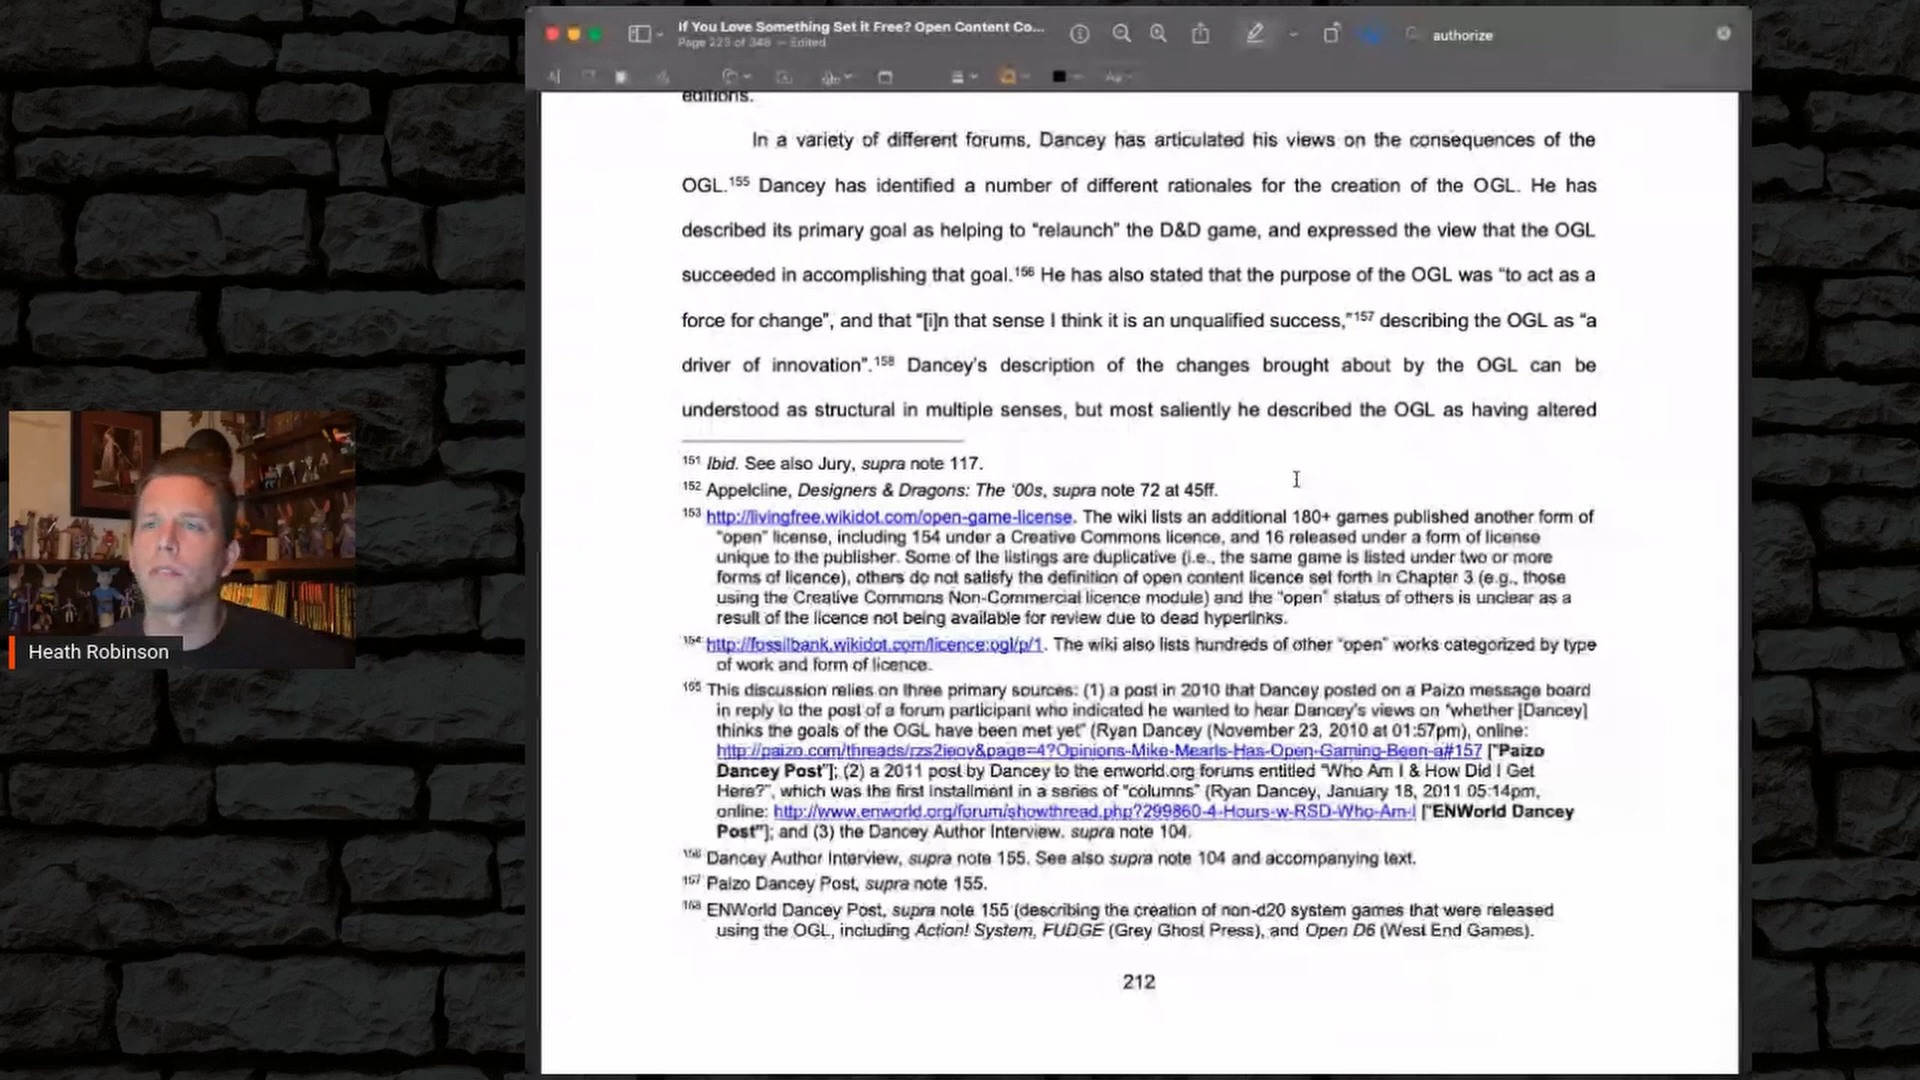 If You Love Something Set it Free? Open Content Co...
Page 223 of 348 — Edited
authorize
editions.
In a variety of different forums, Dancey has articulated his views on the consequences of the
OGL.155 Dancey has identified a number of different rationales for the creation of the OGL. He has
described its primary goal as helping to “relaunch” the D&D game, and expressed the view that the OGL
succeeded in accomplishing that goal.156 He has also stated that the purpose of the OGL was “to act as a
force for change”, and that “[i]n that sense I think it is an unqualified success,”157 describing the OGL as “a
driver of innovation”.158 Dancey’s description of the changes brought about by the OGL can be
understood as structural in multiple senses, but most saliently he described the OGL as having altered
151 Ibid. See also Jury, supra note 117.
152 Appelcline, Designers & Dragons: The ’00s, supra note 72 at 45ff.
153 http://livingfree.wikidot.com/open-game-license. The wiki lists an additional 180+ games published another form of
“open” license, including 154 under a Creative Commons licence, and 16 released under a form of license
unique to the publisher. Some of the listings are duplicative (i.e., the same game is listed under two or more
forms of licence), others do not satisfy the definition of open content licence set forth in Chapter 3 (e.g., those
using the Creative Commons Non-Commercial licence module) and the “open” status of others is unclear as a
result of the licence not being available for review due to dead hyperlinks.
154 http://fossilbank.wikidot.com/licence:ogl/p/1. The wiki also lists hundreds of other “open” works categorized by type
of work and form of licence.
155 This discussion relies on three primary sources: (1) a post in 2010 that Dancey posted on a Paizo message board
in reply to the post of a forum participant who indicated he wanted to hear Dancey’s views on “whether [Dancey]
thinks the goals of the OGL have been met yet” (Ryan Dancey (November 23, 2010 at 01:57pm), online:
http://paizo.com/threads/rzs2ieov&page=4?Opinions-Mike-Mearls-Has-Open-Gaming-Been-a#157 [“Paizo
Dancey Post”]; (2) a 2011 post by Dancey to the enworld.org forums entitled “Who Am I & How Did I Get
Here?”, which was the first installment in a series of “columns” (Ryan Dancey, January 18, 2011 05:14pm,
online: http://www.enworld.org/forum/showthread.php?299860-4-Hours-w-RSD-Who-Am-I [“ENWorld Dancey
Post”]; and (3) the Dancey Author Interview. supra note 104.
156 Dancey Author Interview, supra note 155. See also supra note 104 and accompanying text.
157 Paizo Dancey Post, supra note 155.
158 ENWorld Dancey Post, supra note 155 (describing the creation of non-d20 system games that were released
using the OGL, including Action! System, FUDGE (Grey Ghost Press), and Open D6 (West End Games).
212
Heath Robinson